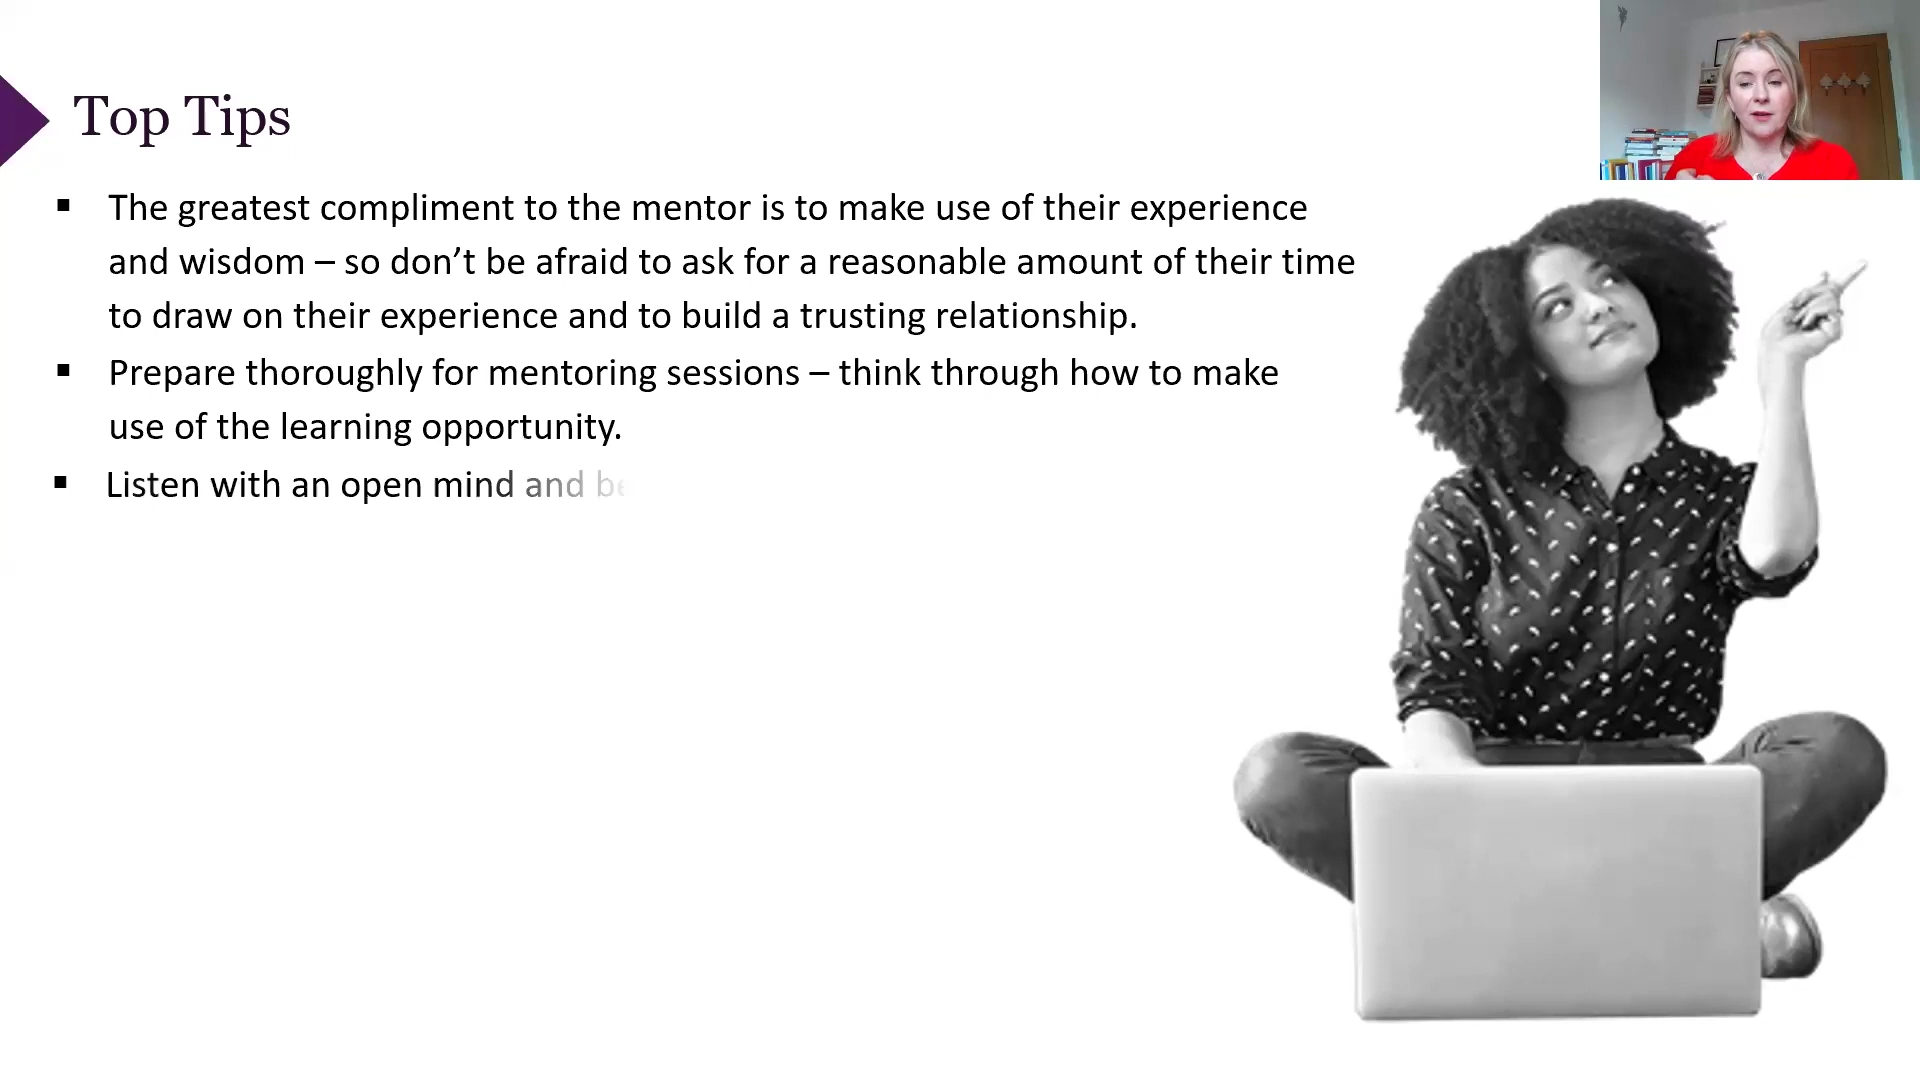 Top Tips
▪ The greatest compliment to the mentor is to make use of their experience
and wisdom – so don’t be afraid to ask for a reasonable amount of their time
to draw on their experience and to build a trusting relationship.
▪ Prepare thoroughly for mentoring sessions – think through how to make
use of the learning opportunity.
▪ Listen with an open mind and be